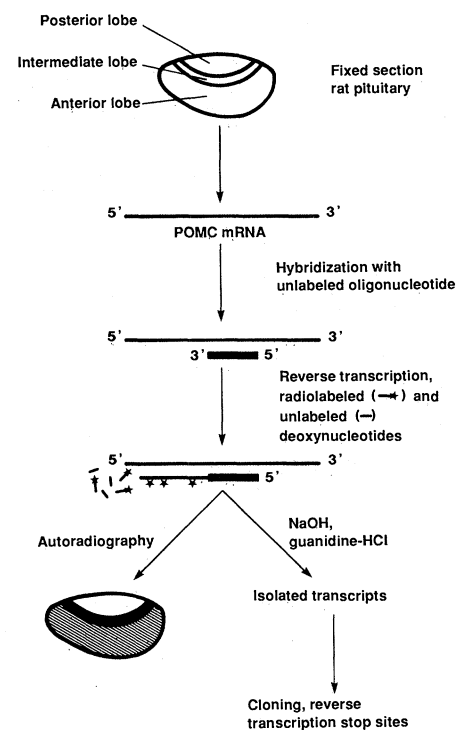 Posterior lobe
Intermediate lobe
Anterior lobe
Fixed section
rat pituitary
5' 3'
POMC mRNA
Hybridization with
unlabeled oligonucleotide
5' 3'
3' 5'
Reverse transcription,
radiolabeled (—★) and
unlabeled (—)
deoxynucleotides
5' 3'
5'
Autoradiography
NaOH,
guanidine-HCl
Isolated transcripts
Cloning, reverse
transcription stop sites